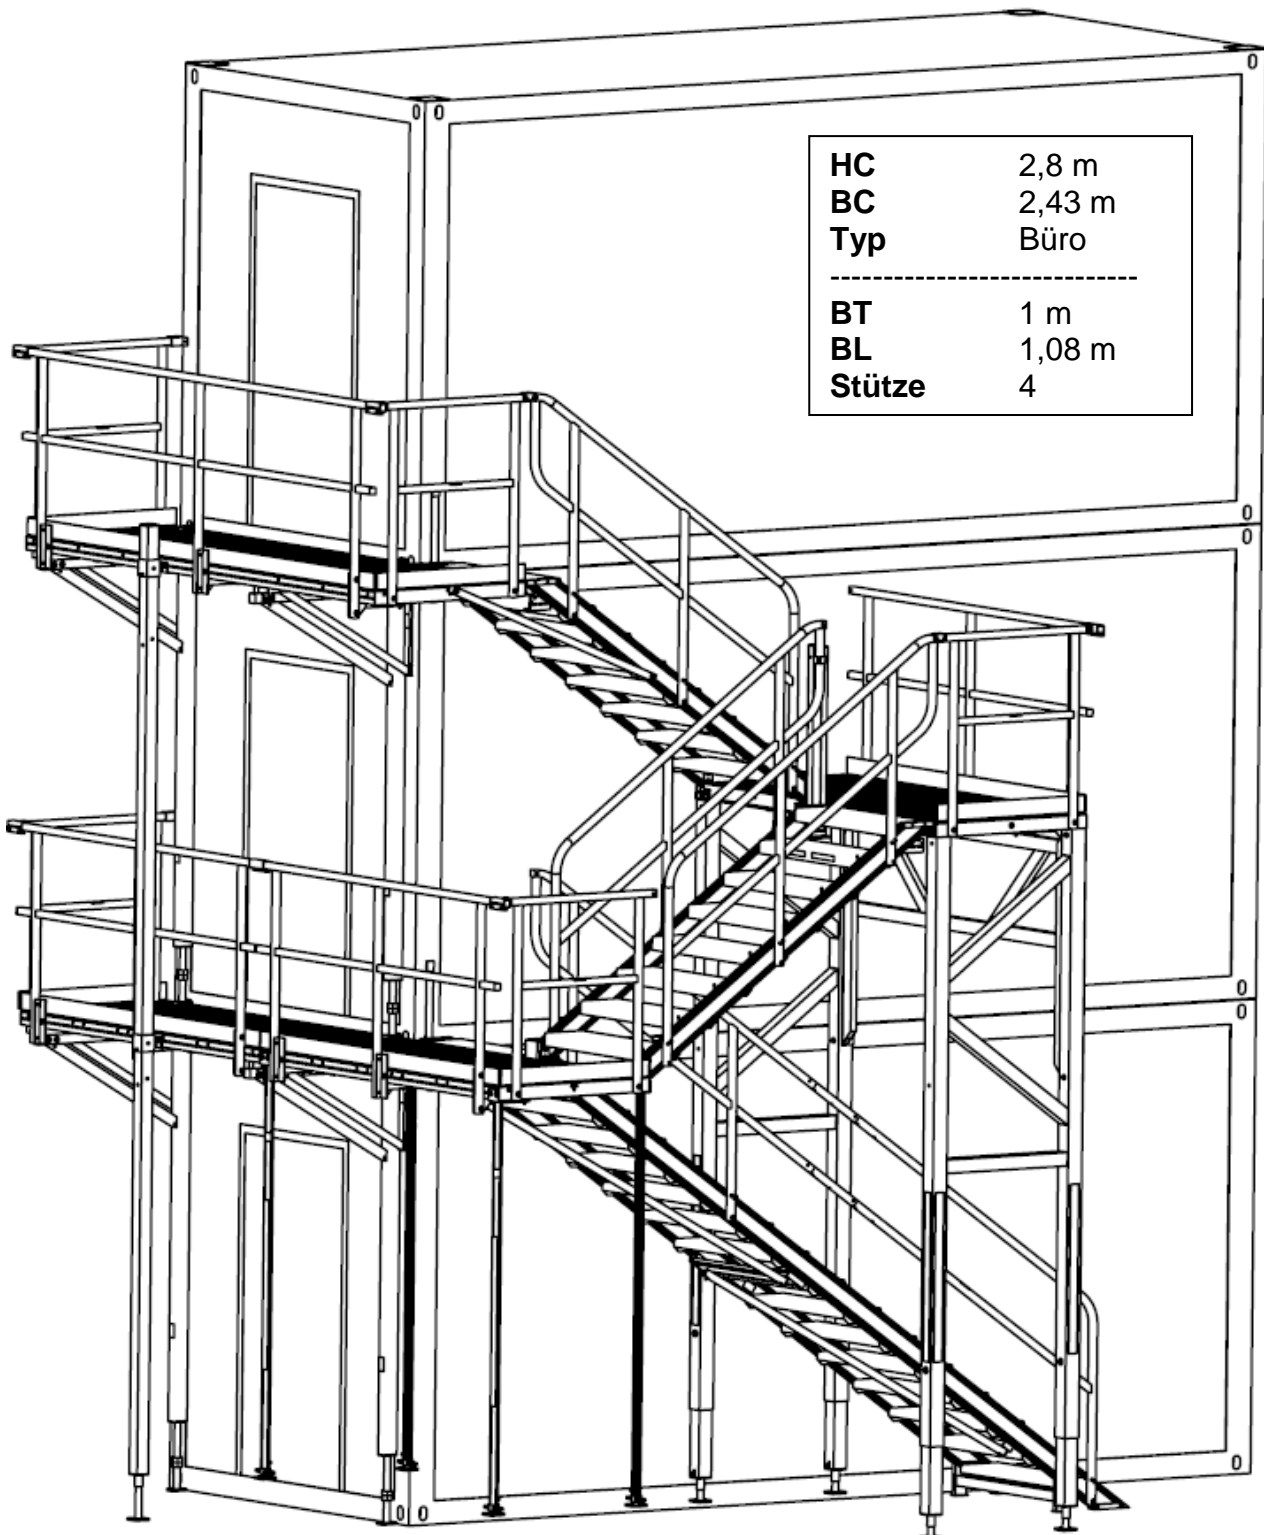 HC 2,8 m
BC 2,43 m
Typ Büro
-----------------------------
BT 1 m
BL 1,08 m
Stütze 4